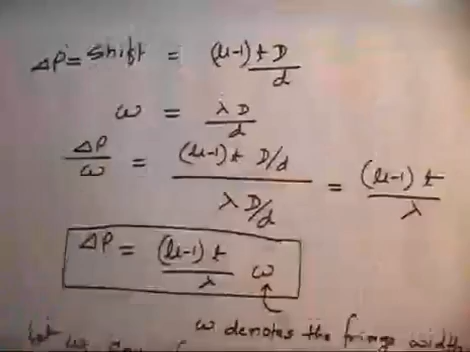 ΔP = shift = (μ-1) t D/d
ω = λD/d
ΔP/ω = (μ-1) t D/d / λ D/d = (μ-1) t / λ
ΔP = (μ-1) t / λ ω
ω denotes the fringe width